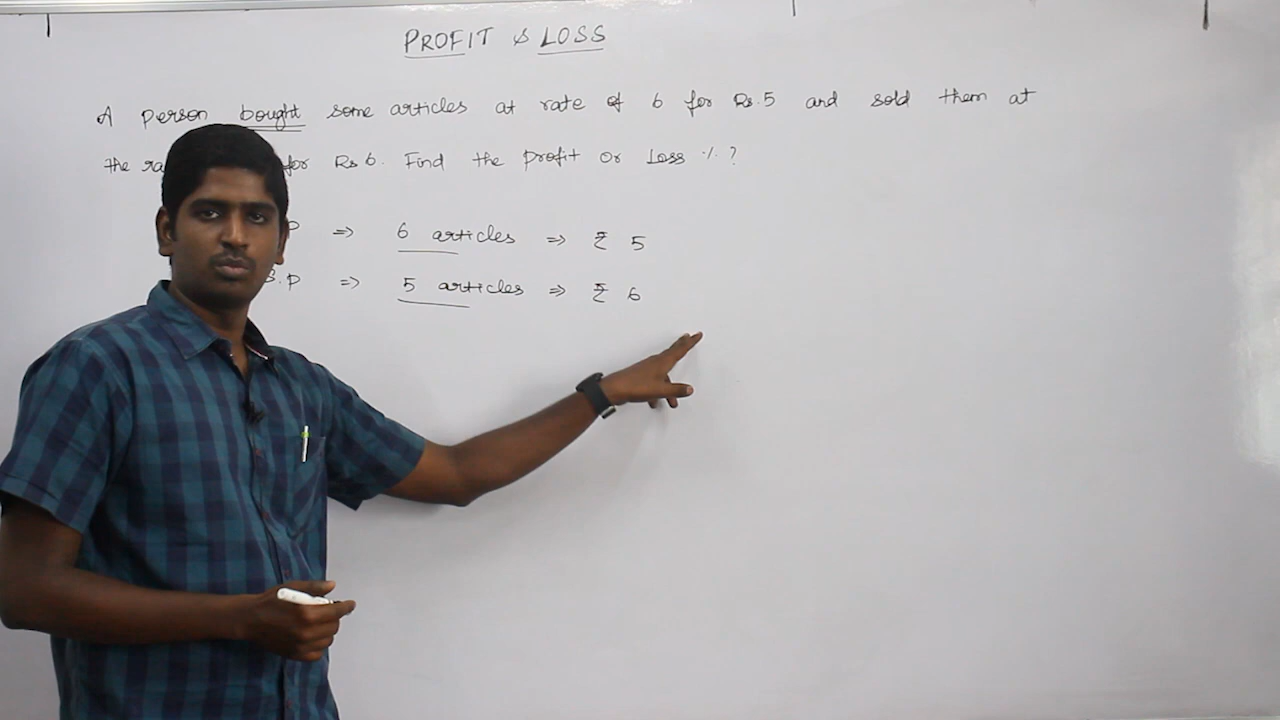 PROFIT & LOSS
A person bought some articles at rate of 6 for Rs.5 and sold them at
the for Rs 6. Find the profit or Loss % ?
P => 6 articles => ₹ 5
S.P => 5 articles => ₹ 6